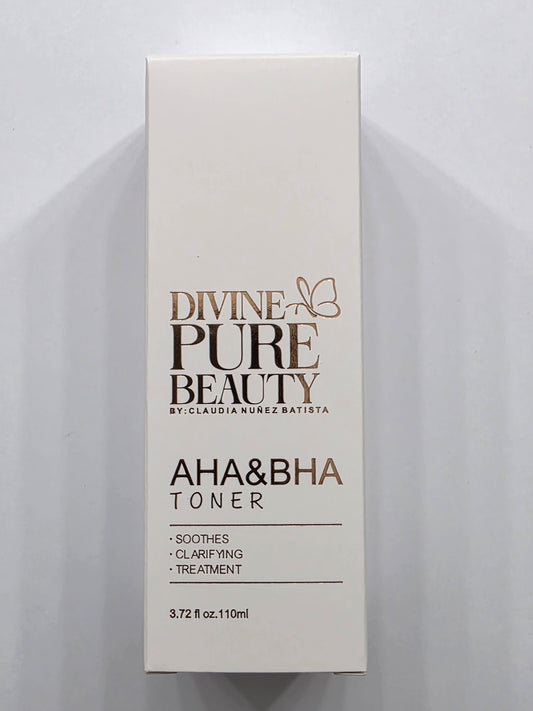 DIVINE
PURE
BEAUTY
BY:CLAUDIA NUÑEZ BATISTA
AHA&BHA
TONER
• SOOTHES
• CLARIFYING
• TREATMENT
3.72 fl oz.110ml